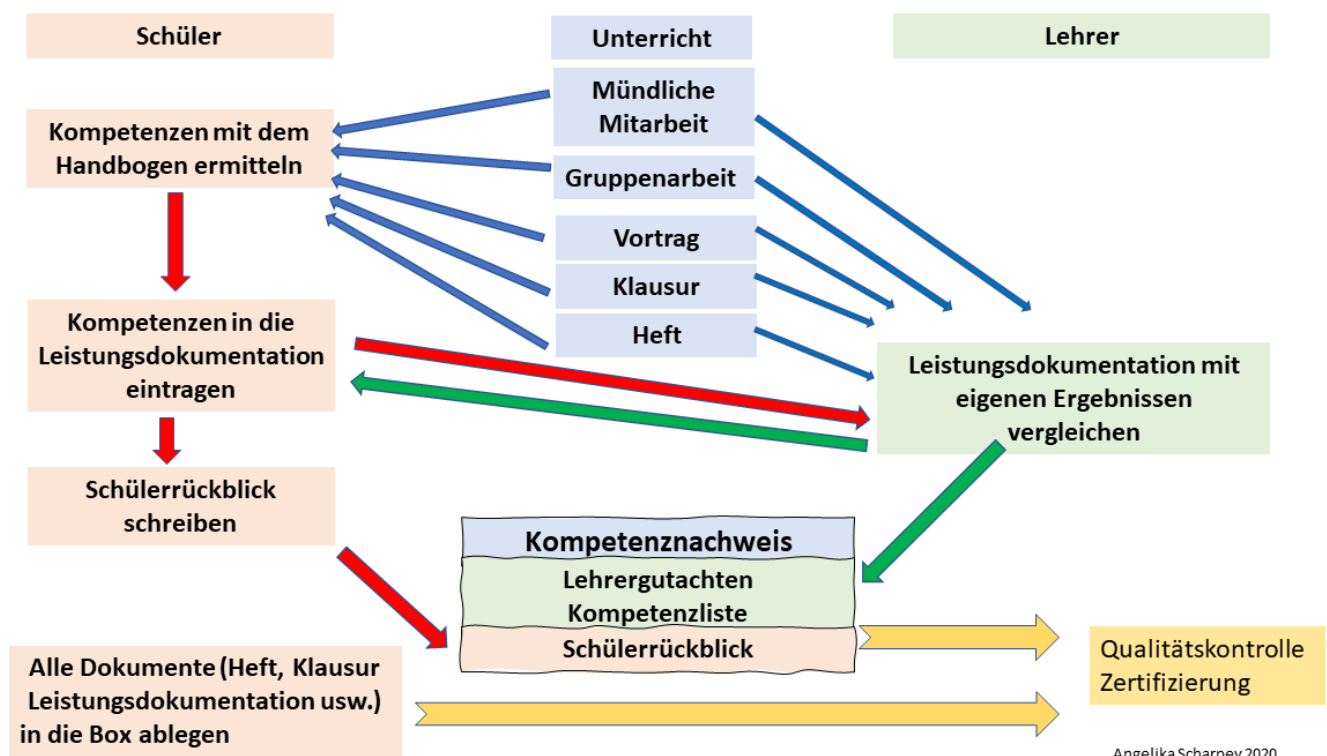 Schüler
Unterricht
Lehrer
Mündliche
Mitarbeit
Kompetenzen mit dem
Handbogen ermitteln
Gruppenarbeit
Vortrag
Klausur
Heft
Kompetenzen in die
Leistungsdokumentation
eintragen
Leistungsdokumentation mit
eigenen Ergebnissen
vergleichen
Schülerrückblick
schreiben
Kompetenznachweis
Lehrergutachten
Kompetenzliste
Schülerrückblick
Alle Dokumente (Heft, Klausur
Leistungsdokumentation usw.)
in die Box ablegen
Qualitätskontrolle
Zertifizierung
Angelika Scharpey 2020